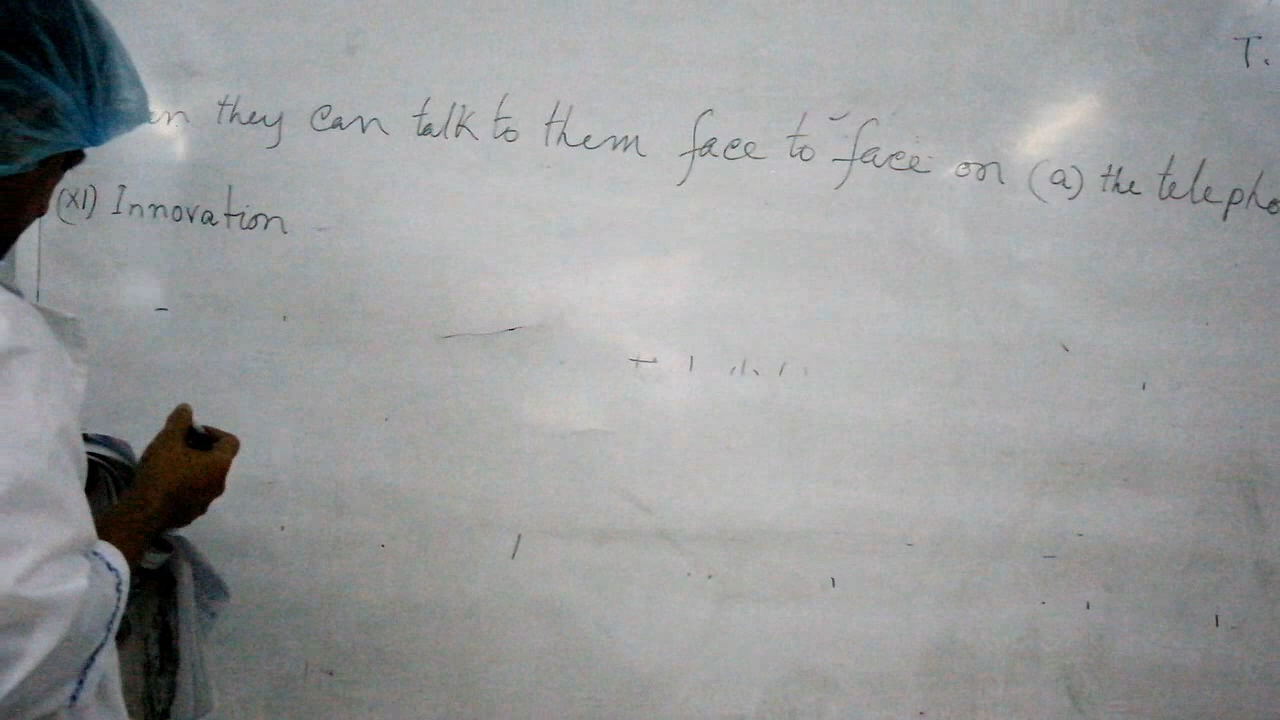 T.
they can talk to them face to face on (a) the telepho
(XI) Innovation